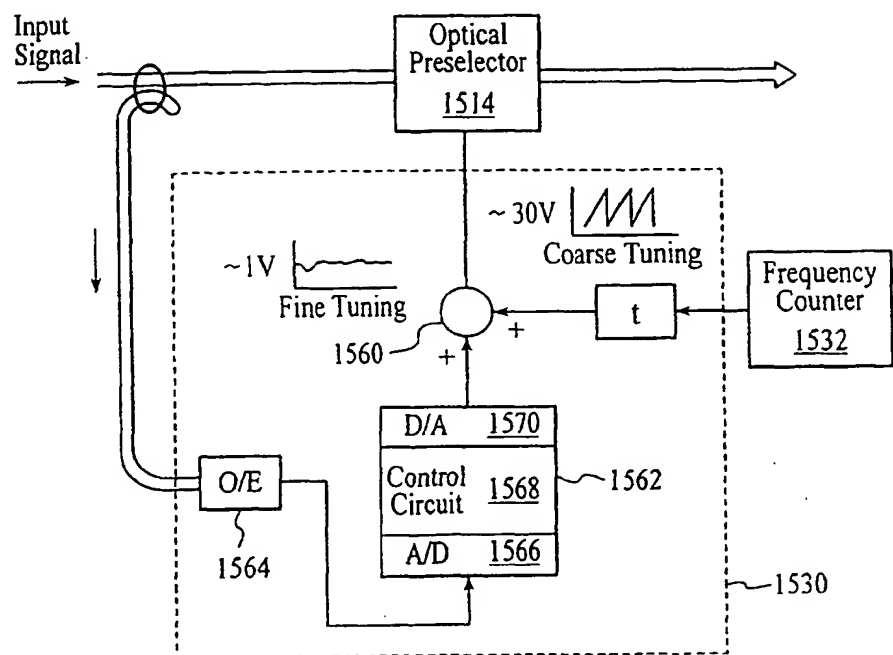 Input
Signal
Optical
Preselector
1514
~ 30V
Coarse Tuning
~1V
Fine Tuning
Frequency
Counter
1532
t
1560
+
+
D/A 1570
Control
Circuit
1568
A/D 1566
1562
O/E
1564
1530